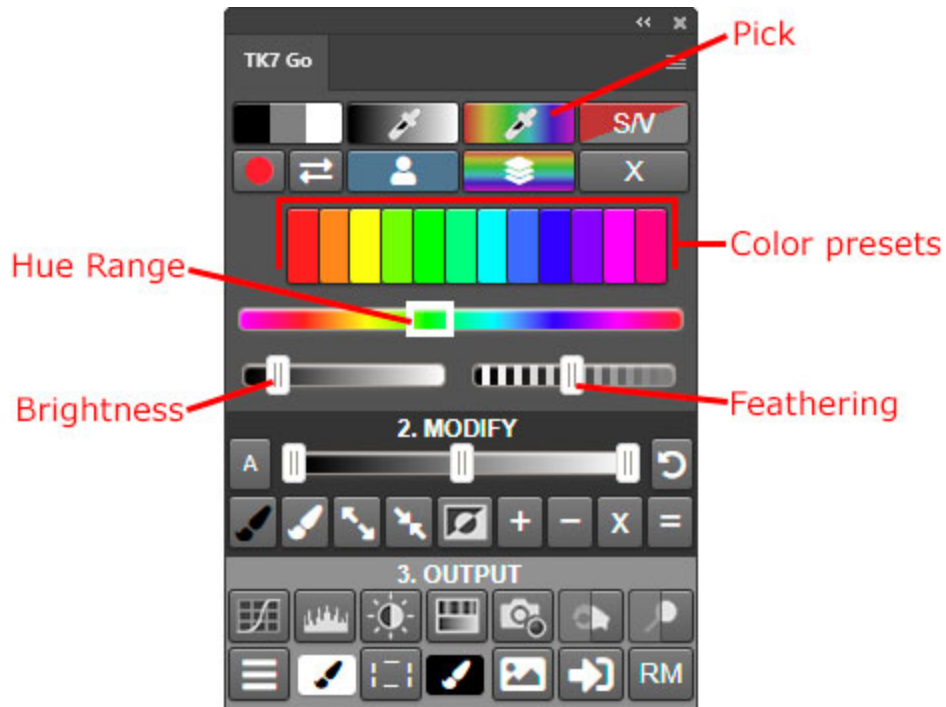 Pick
TK7 Go
S/V
X
Color presets
Hue Range
Brightness
Feathering
2. MODIFY
A
+ − x =
3. OUTPUT
RM